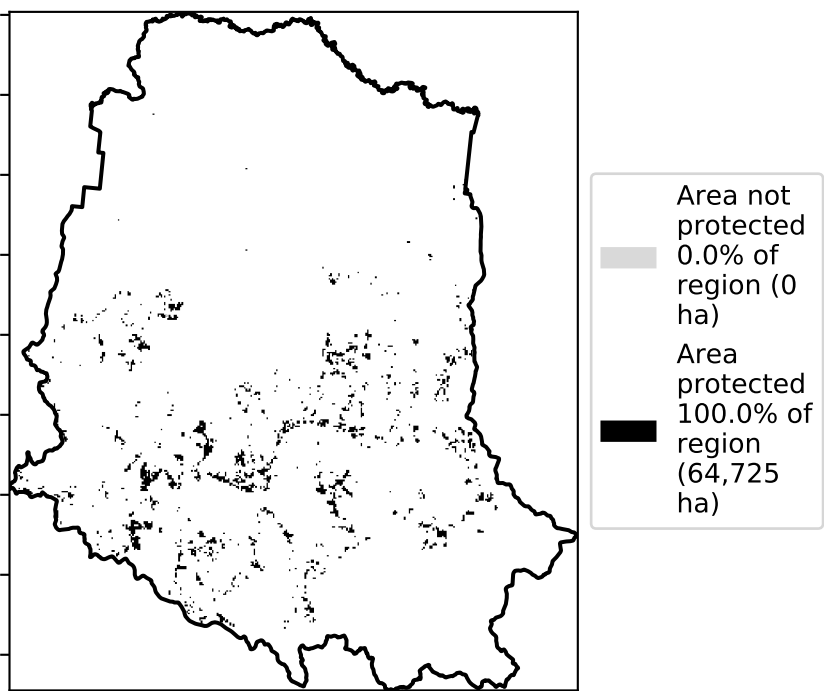 Area not
protected
0.0% of
region (0
ha)
Area
protected
100.0% of
region
(64,725
ha)